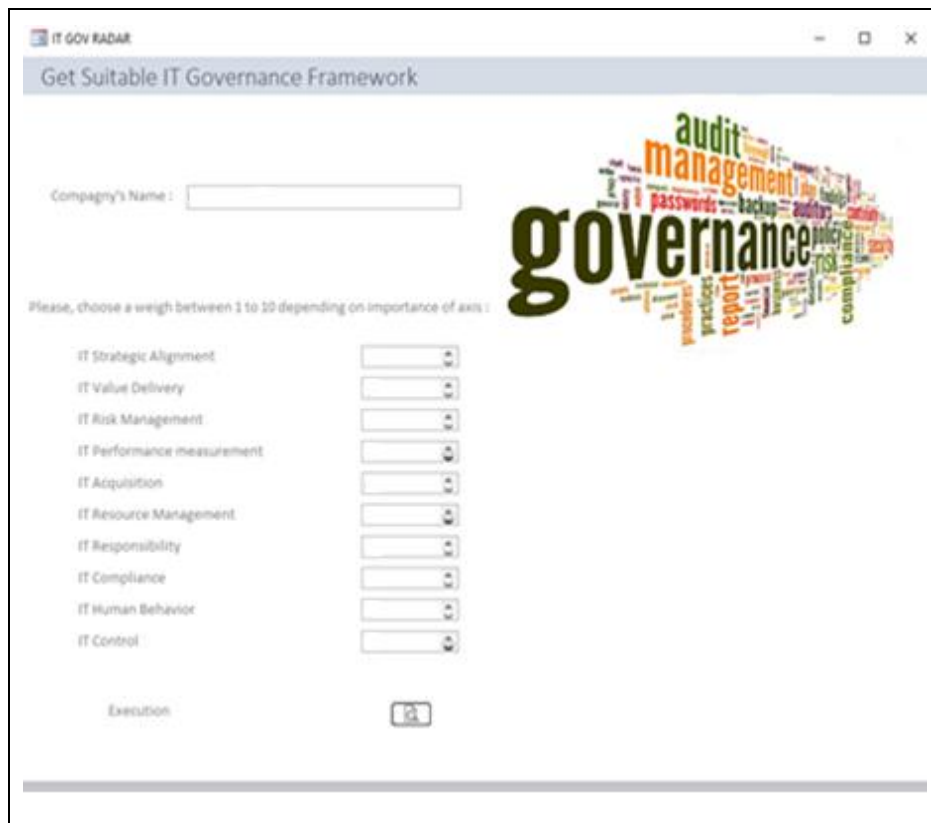 IT GOV RADAR
Get Suitable IT Governance Framework
audit
management
passwords backup auditors
governance
policy
risk
compliance
security
continuity
procedures
practices
report
Compagny's Name :
Please, choose a weigh between 1 to 10 depending on importance of axis :
IT Strategic Alignment
IT Value Delivery
IT Risk Management
IT Performance measurement
IT Acquisition
IT Resource Management
IT Responsibility
IT Compliance
IT Human Behavior
IT Control
Execution